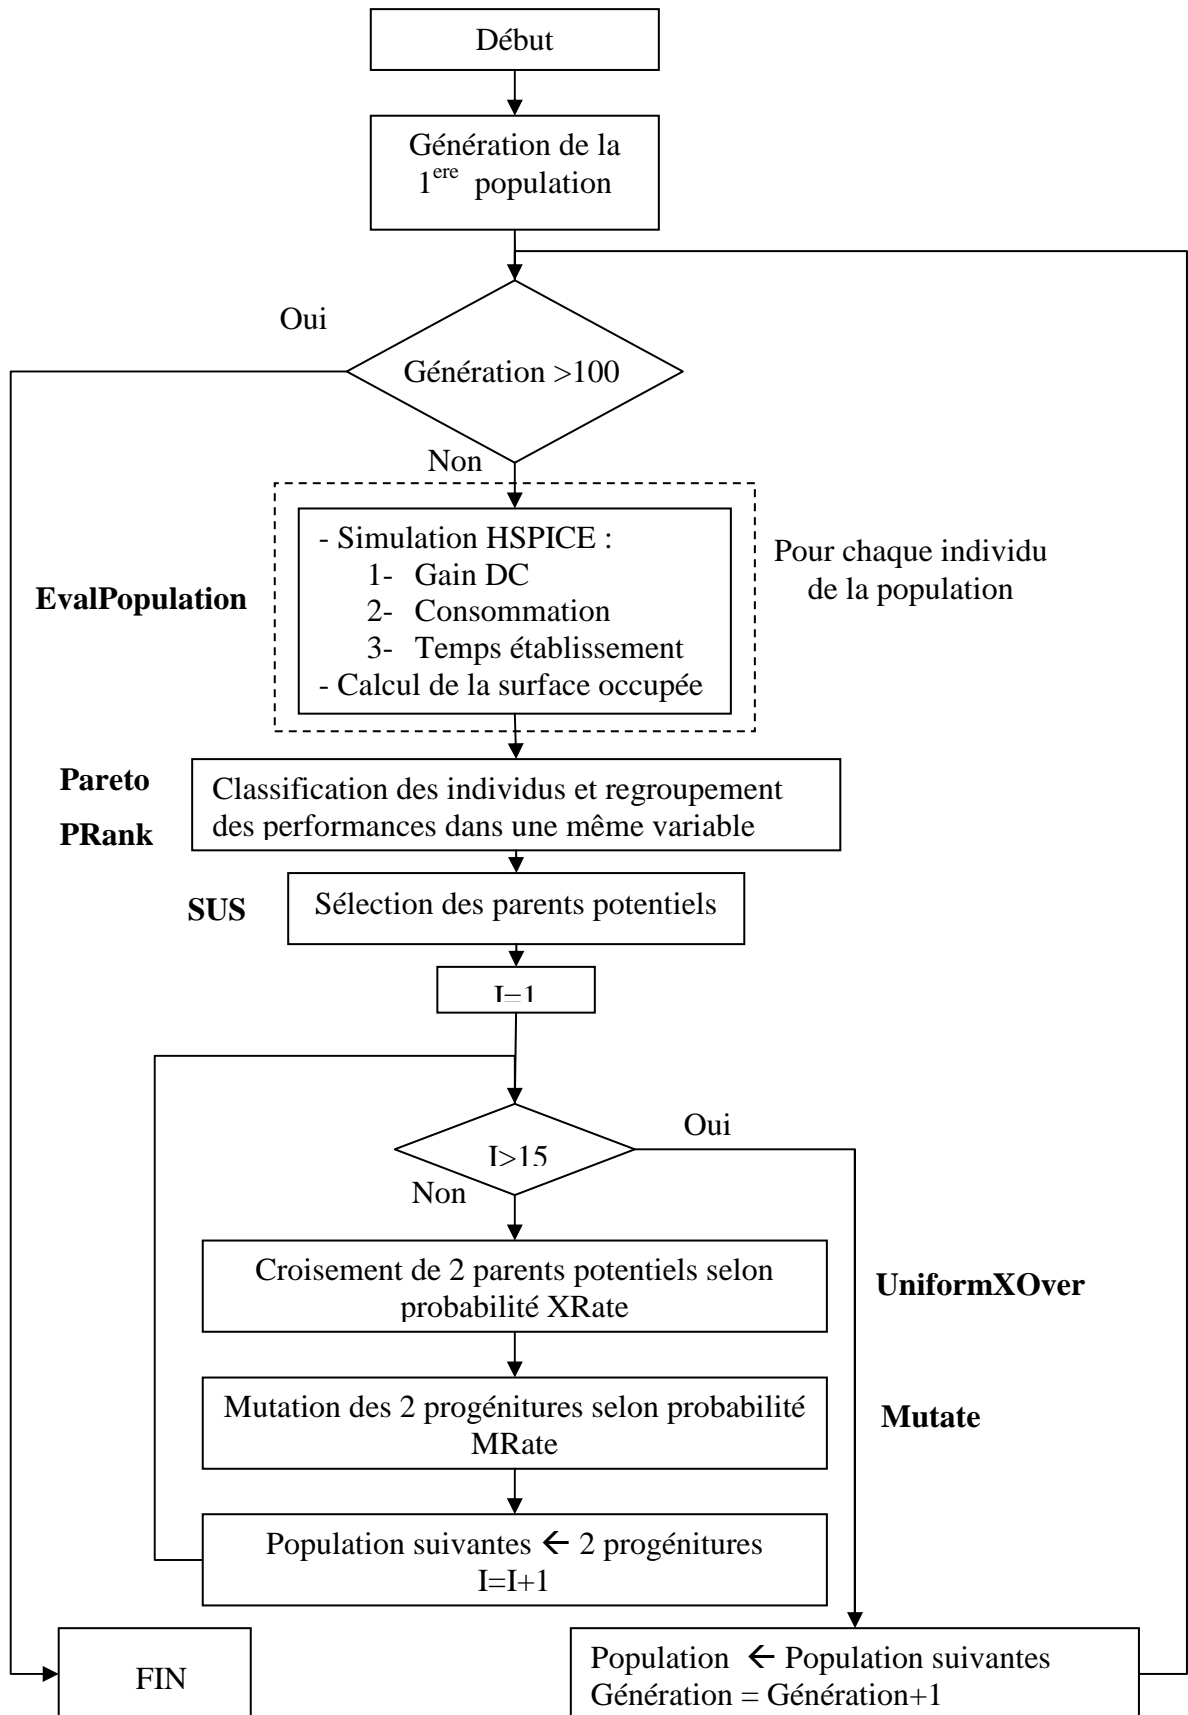 Début
Génération de la
1ere population
Oui
Génération >100
Non
- Simulation HSPICE :
1- Gain DC
2- Consommation
3- Temps établissement
- Calcul de la surface occupée
Pour chaque individu
de la population
EvalPopulation
Pareto
PRank
Classification des individus et regroupement
des performances dans une même variable
SUS
Sélection des parents potentiels
I=1
I>15
Oui
Non
Croisement de 2 parents potentiels selon
probabilité XRate
UniformXOver
Mutation des 2 progénitures selon probabilité
MRate
Mutate
Population suivantes ← 2 progénitures
I=I+1
FIN
Population ← Population suivantes
Génération = Génération+1